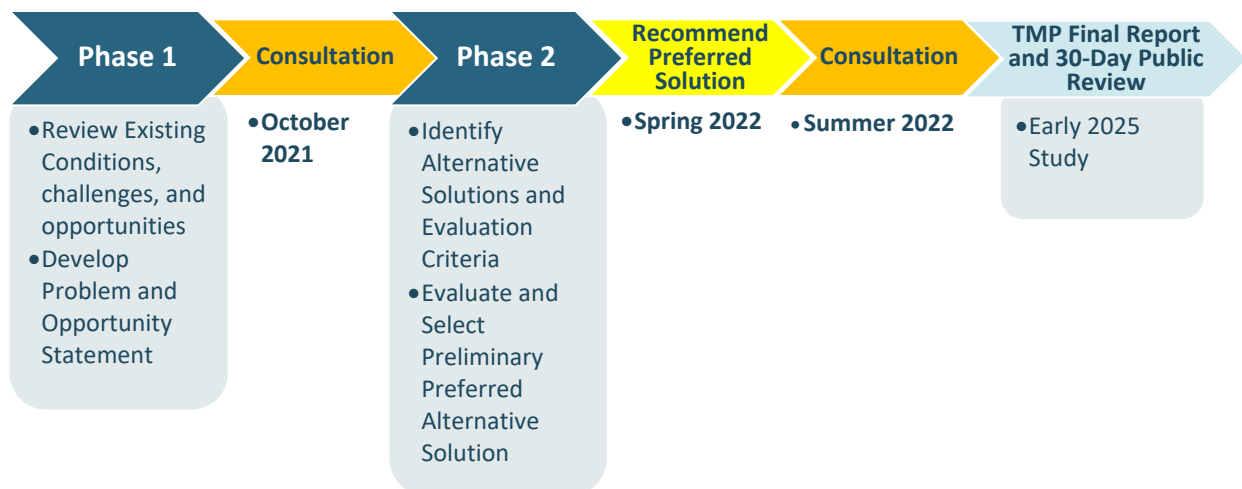 Phase 1
•Review Existing
Conditions,
challenges, and
opportunities
•Develop
Problem and
Opportunity
Statement
Consultation
•October
2021
Phase 2
•Identify
Alternative
Solutions and
Evaluation
Criteria
•Evaluate and
Select
Preliminary
Preferred
Alternative
Solution
Recommend
Preferred
Solution
•Spring 2022
Consultation
•Summer 2022
TMP Final Report
and 30-Day Public
Review
•Early 2025
Study